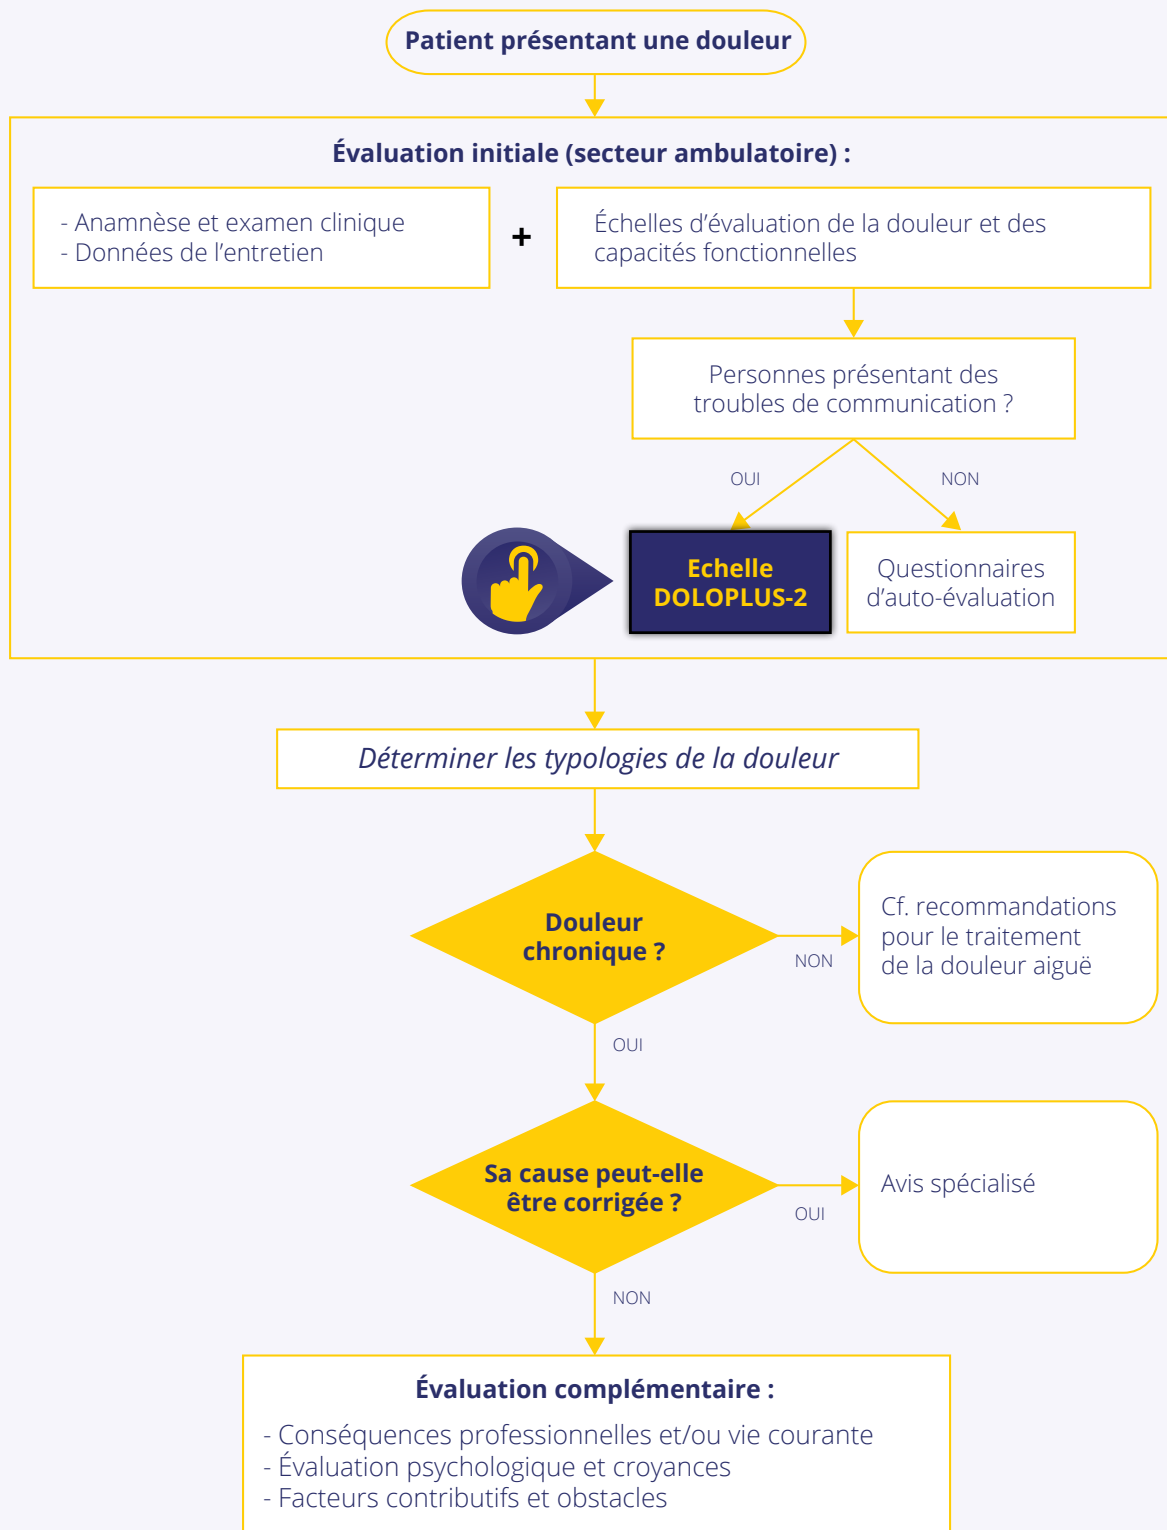 Patient présentant une douleur
Évaluation initiale (secteur ambulatoire) :
- Anamnèse et examen clinique
- Données de l'entretien
+
Échelles d'évaluation de la douleur et des
capacités fonctionnelles
Personnes présentant des
troubles de communication ?
OUI
NON
Echelle
DOLOPLUS-2
Questionnaires
d'auto-évaluation
Déterminer les typologies de la douleur
Douleur
chronique ?
NON
Cf. recommandations
pour le traitement
de la douleur aiguë
OUI
Sa cause peut-elle
être corrigée ?
OUI
Avis spécialisé
NON
Évaluation complémentaire :
- Conséquences professionnelles et/ou vie courante
- Évaluation psychologique et croyances
- Facteurs contributifs et obstacles